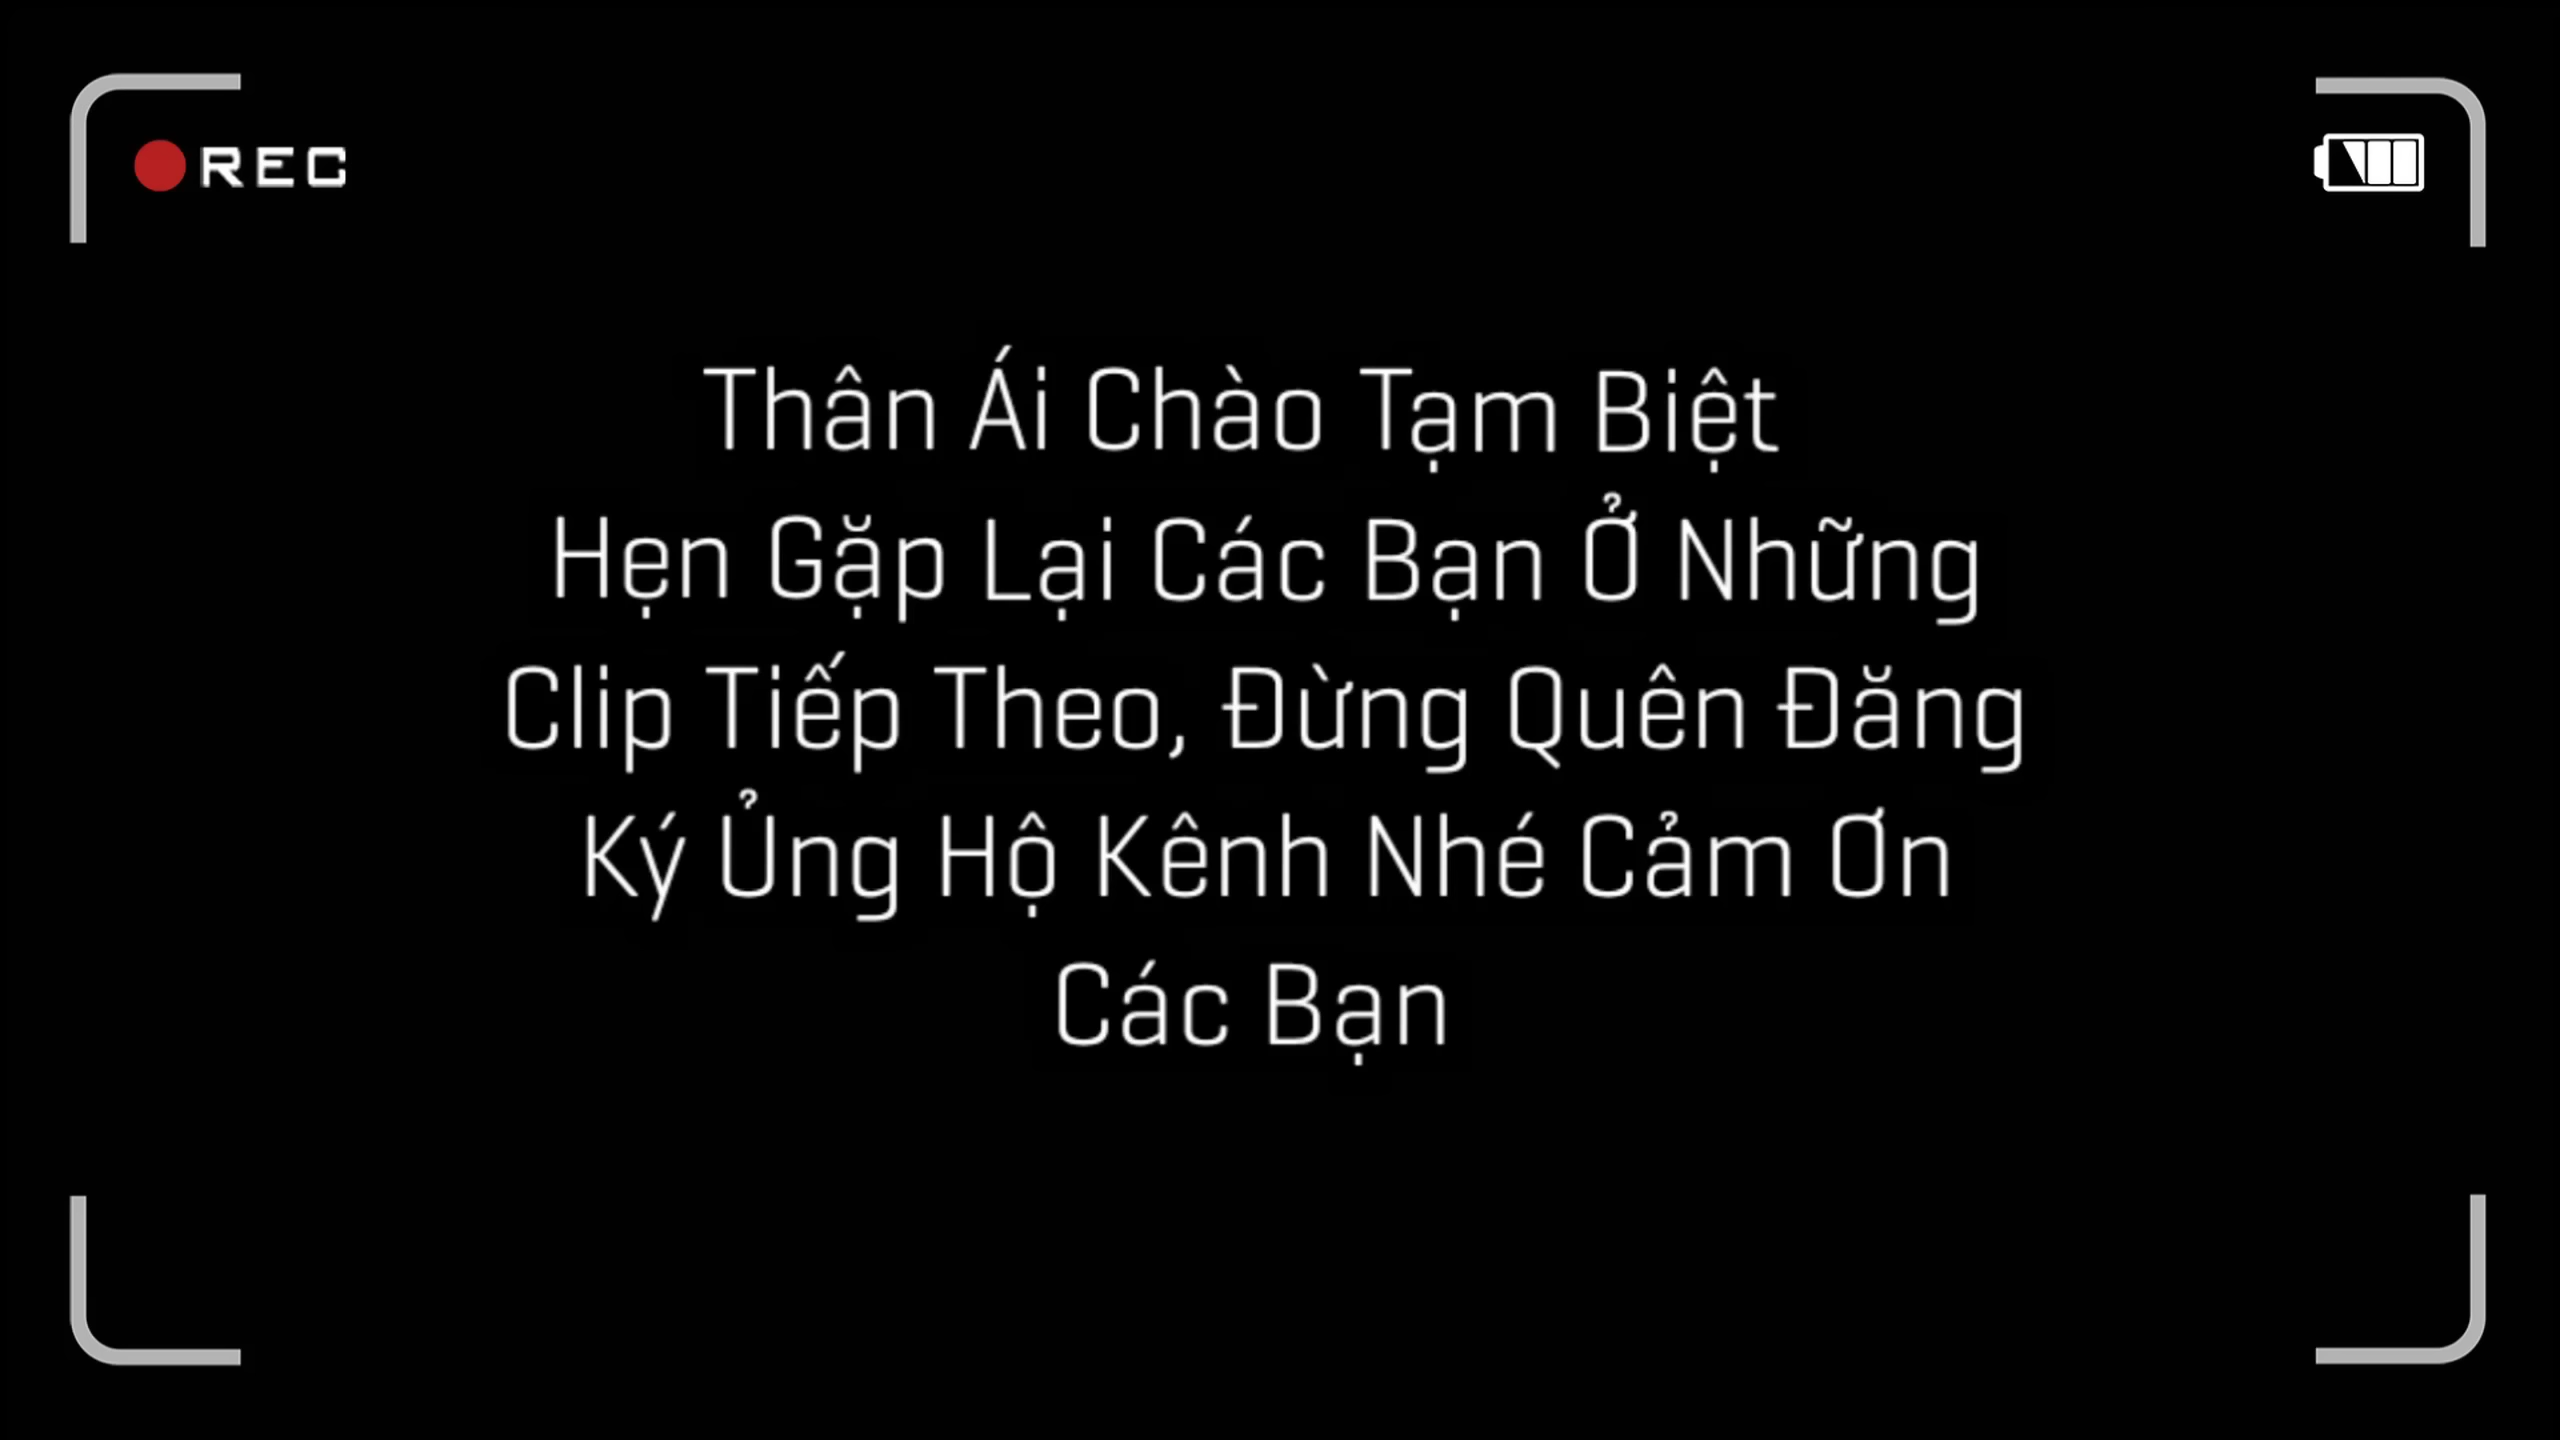 REC
Thân Ái Chào Tạm Biệt
Hẹn Gặp Lại Các Bạn Ở Những
Clip Tiếp Theo, Đừng Quên Đăng
Ký Ủng Hộ Kênh Nhé Cảm Ơn
Các Bạn